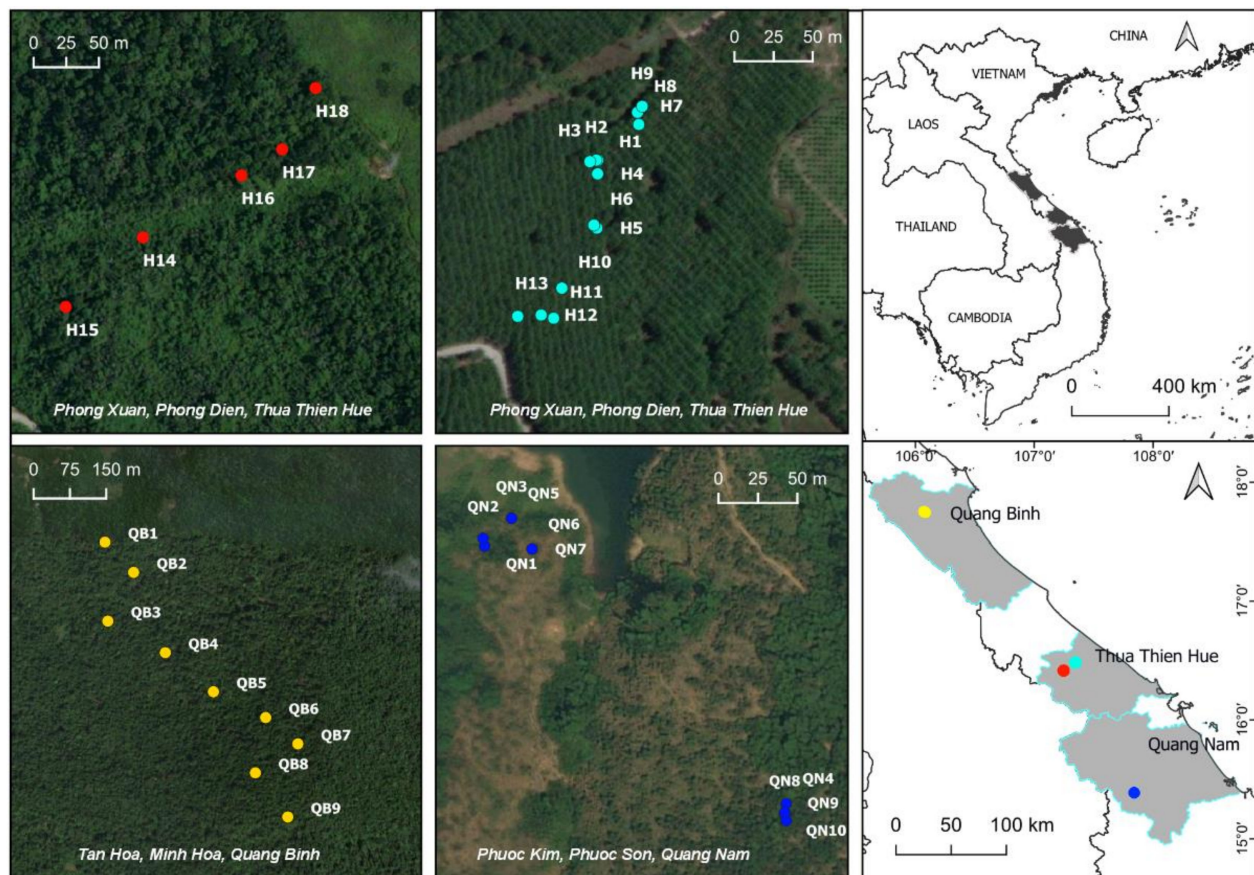 0 25 50 m
H18
H17
H16
H14
H15
Phong Xuan, Phong Dien, Thua Thien Hue
0 25 50 m
H9
H8
H7
H3 H2 H1
H4
H6
H5
H10
H13 H11
H12
Phong Xuan, Phong Dien, Thua Thien Hue
CHINA
VIETNAM
LAOS
THAILAND
CAMBODIA
0 400 km
0 75 150 m
QB1
QB2
QB3
QB4
QB5
QB6
QB7
QB8
QB9
Tan Hoa, Minh Hoa, Quang Binh
0 25 50 m
QN3 QN5
QN2 QN6
QN7
QN1
QN8 QN4
QN9
QN10
Phuoc Kim, Phuoc Son, Quang Nam
106°0' 107°0' 108°0'
18°0'
Quang Binh
17°0'
Thua Thien Hue
16°0'
Quang Nam
15°0'
0 50 100 km